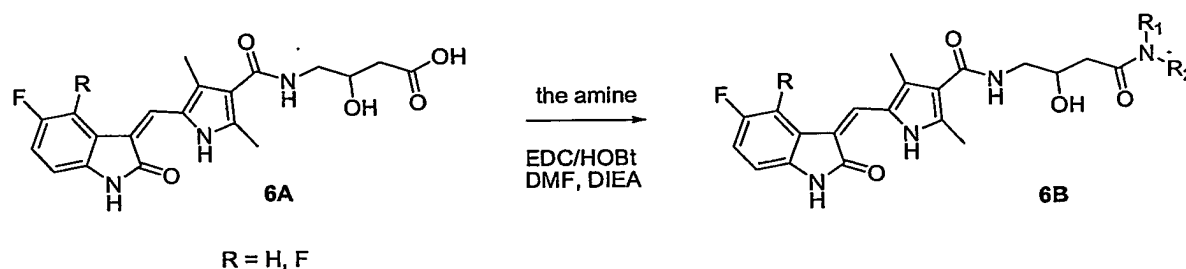 R
F
O
N
H
OH
O
OH
N
H
N
H
O
6A
R = H, F
the amine
EDC/HOBt
DMF, DIEA
R
F
O
N
H
OH
O
N
R1
R2
N
H
N
H
O
6B